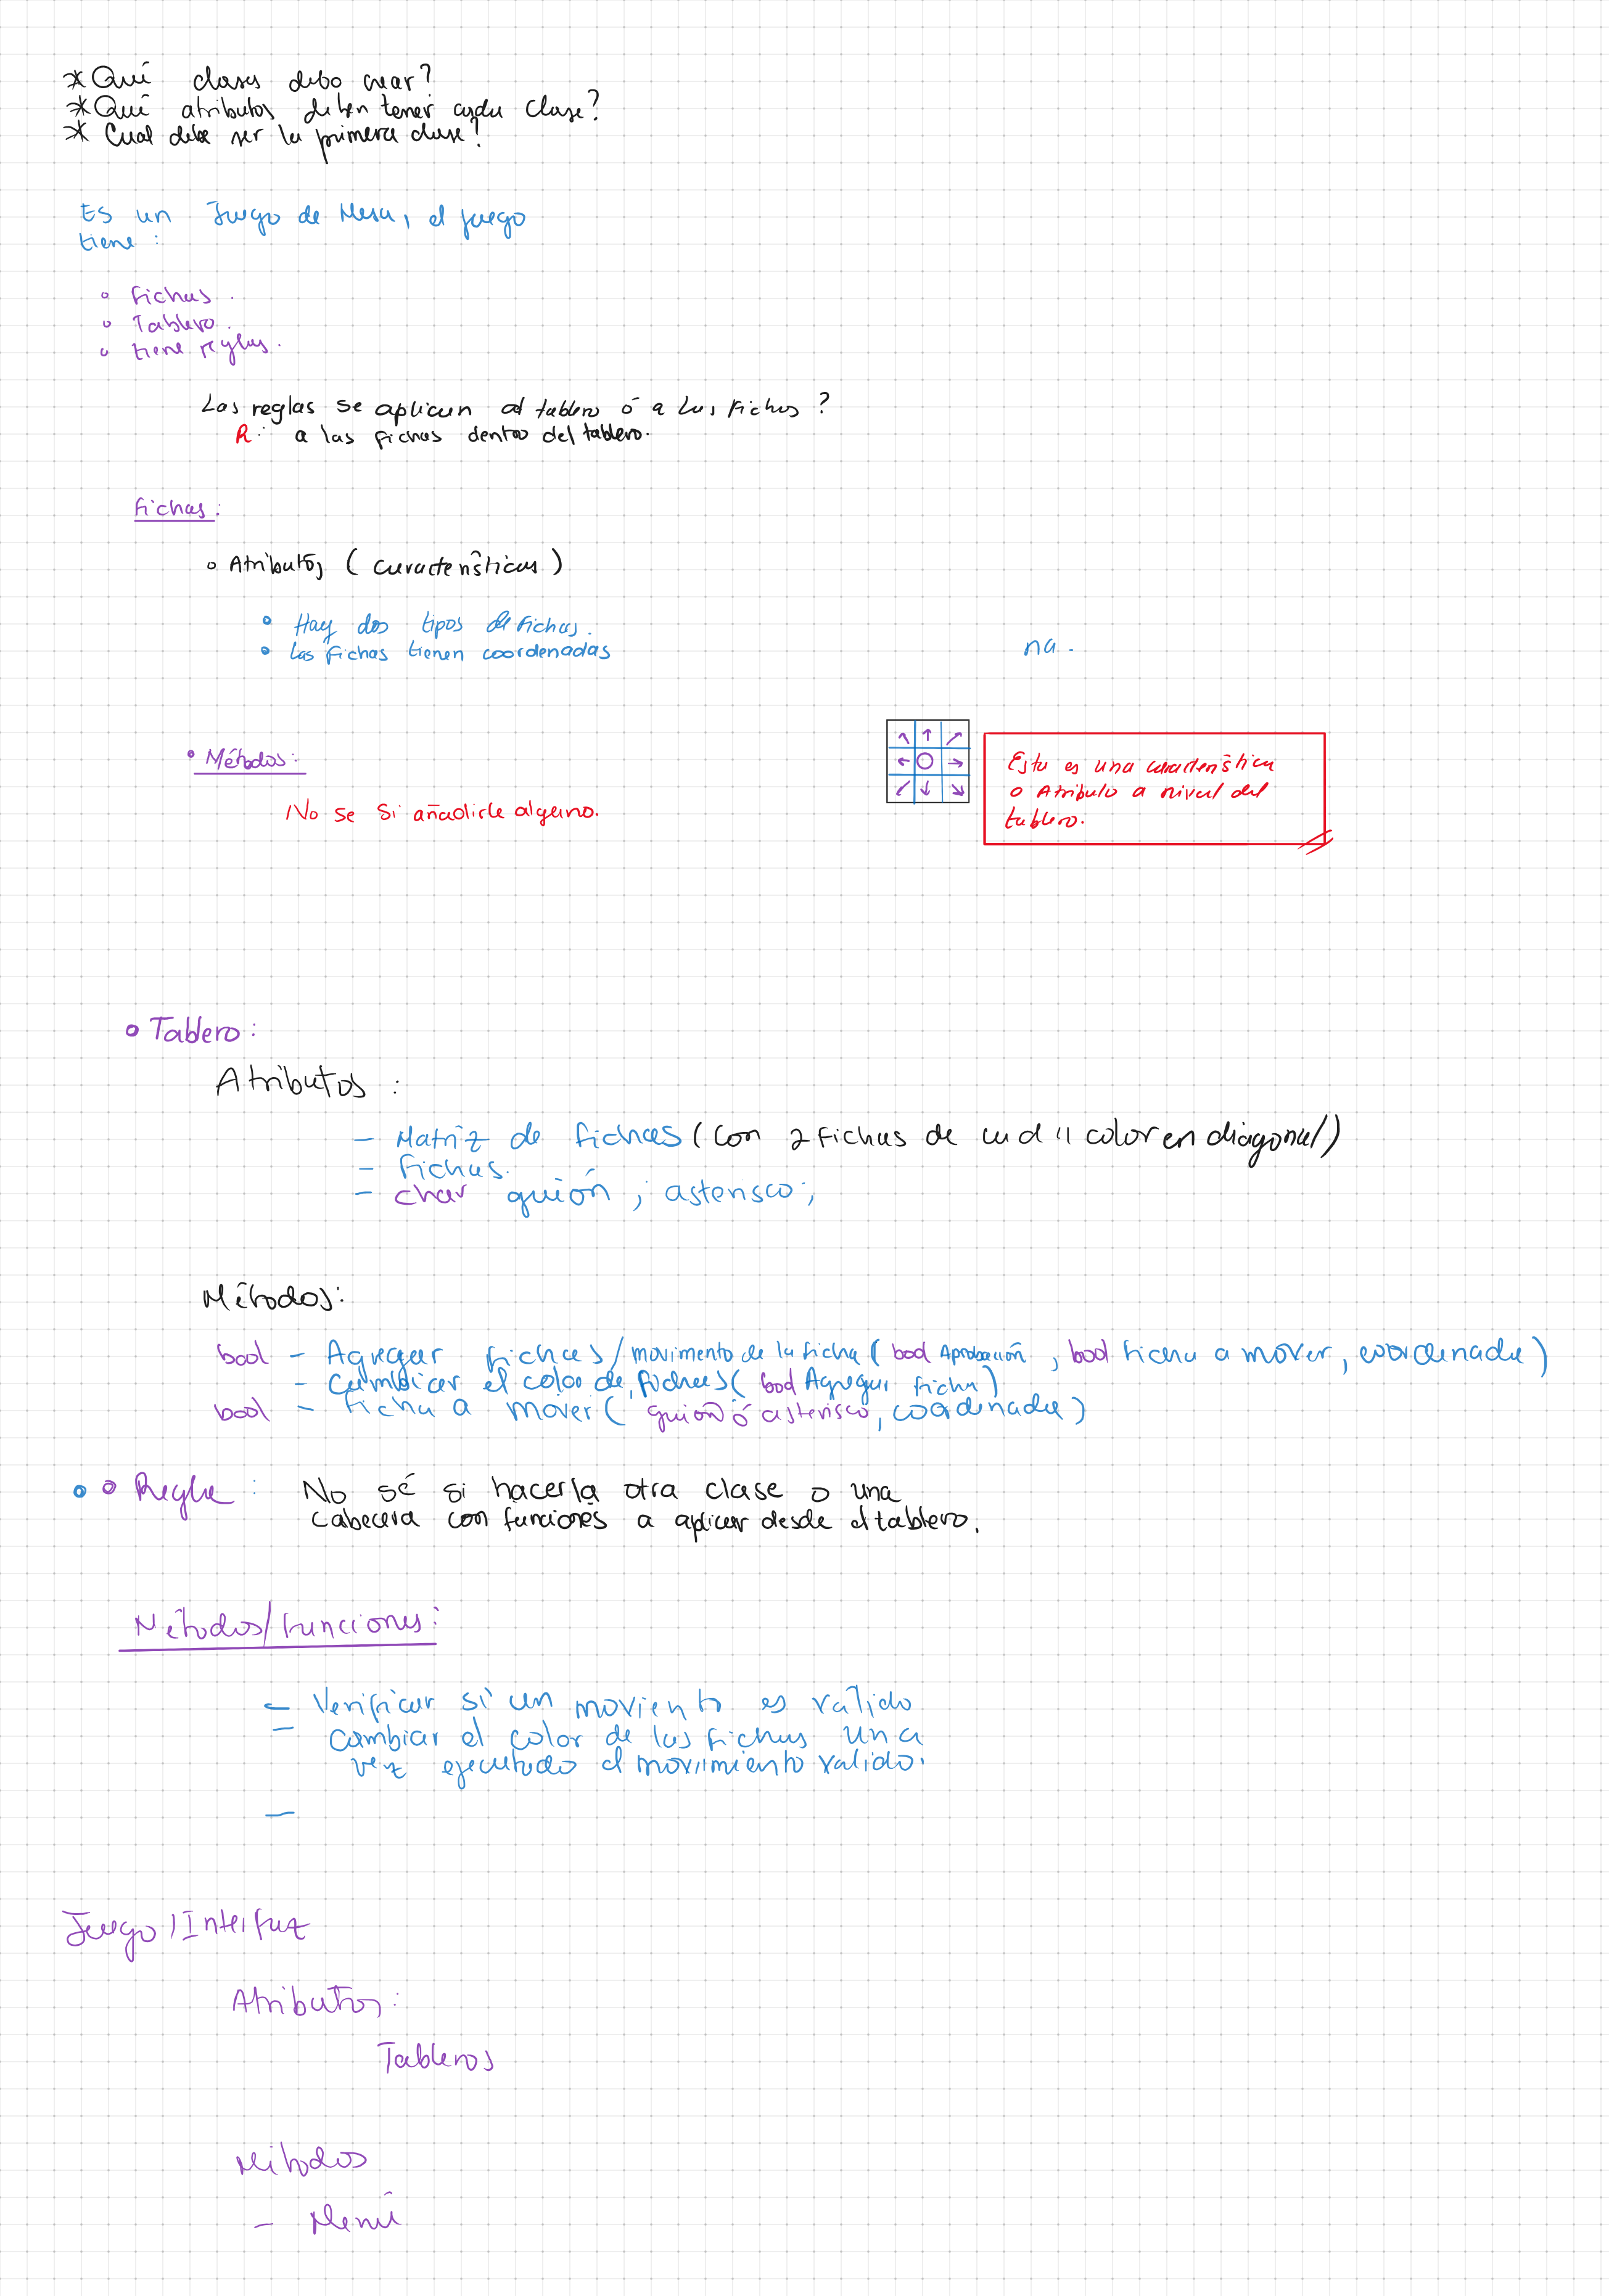 * Qué clases debo crear?
* Qué atributos deben tener cada clase?
* Cual debe ser la primera clase?
Es un Juego de Mesa, el juego
tiene:
Fichas.
Tablero.
tiene reglas.
Las reglas se aplican al tablero ó a las fichas?
R: a las fichas dentro del tablero.
Fichas:
Atributos (características)
Hay dos tipos de fichas.
Las fichas tienen coordenadas
na.
Métodos:
No se si añadirle alguno.
Esta es una característica
o Atributo a nivel del
tablero.
Tablero:
Atributos:
- Matriz de fichas (con 2 fichas de cada color en diagonal)
- Fichas.
- char guión, asterisco;
Métodos:
bool - Agregar fichas/movimento de la ficha (bool Aprobación, bool ficha a mover, coordenada)
- Cambiar el color de fichas (bool Agregar ficha)
bool - Ficha a mover (guión ó asterisco, coordenada)
Regla: No sé si hacerla otra clase o una
cabecera con funciones a aplicar desde el tablero.
Métodos/funciones:
- Verificar si un moviento es valido
- Cambiar el color de las fichas una
vez ejecutado el movimiento valido.
-
Juego/Interfaz
Atributos:
Tableros
Métodos
- Menú